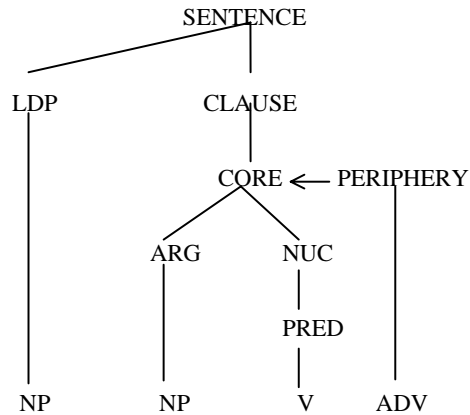 SENTENCE
LDP CLAUSE
CORE PERIPHERY
ARG NUC
PRED
NP NP V ADV